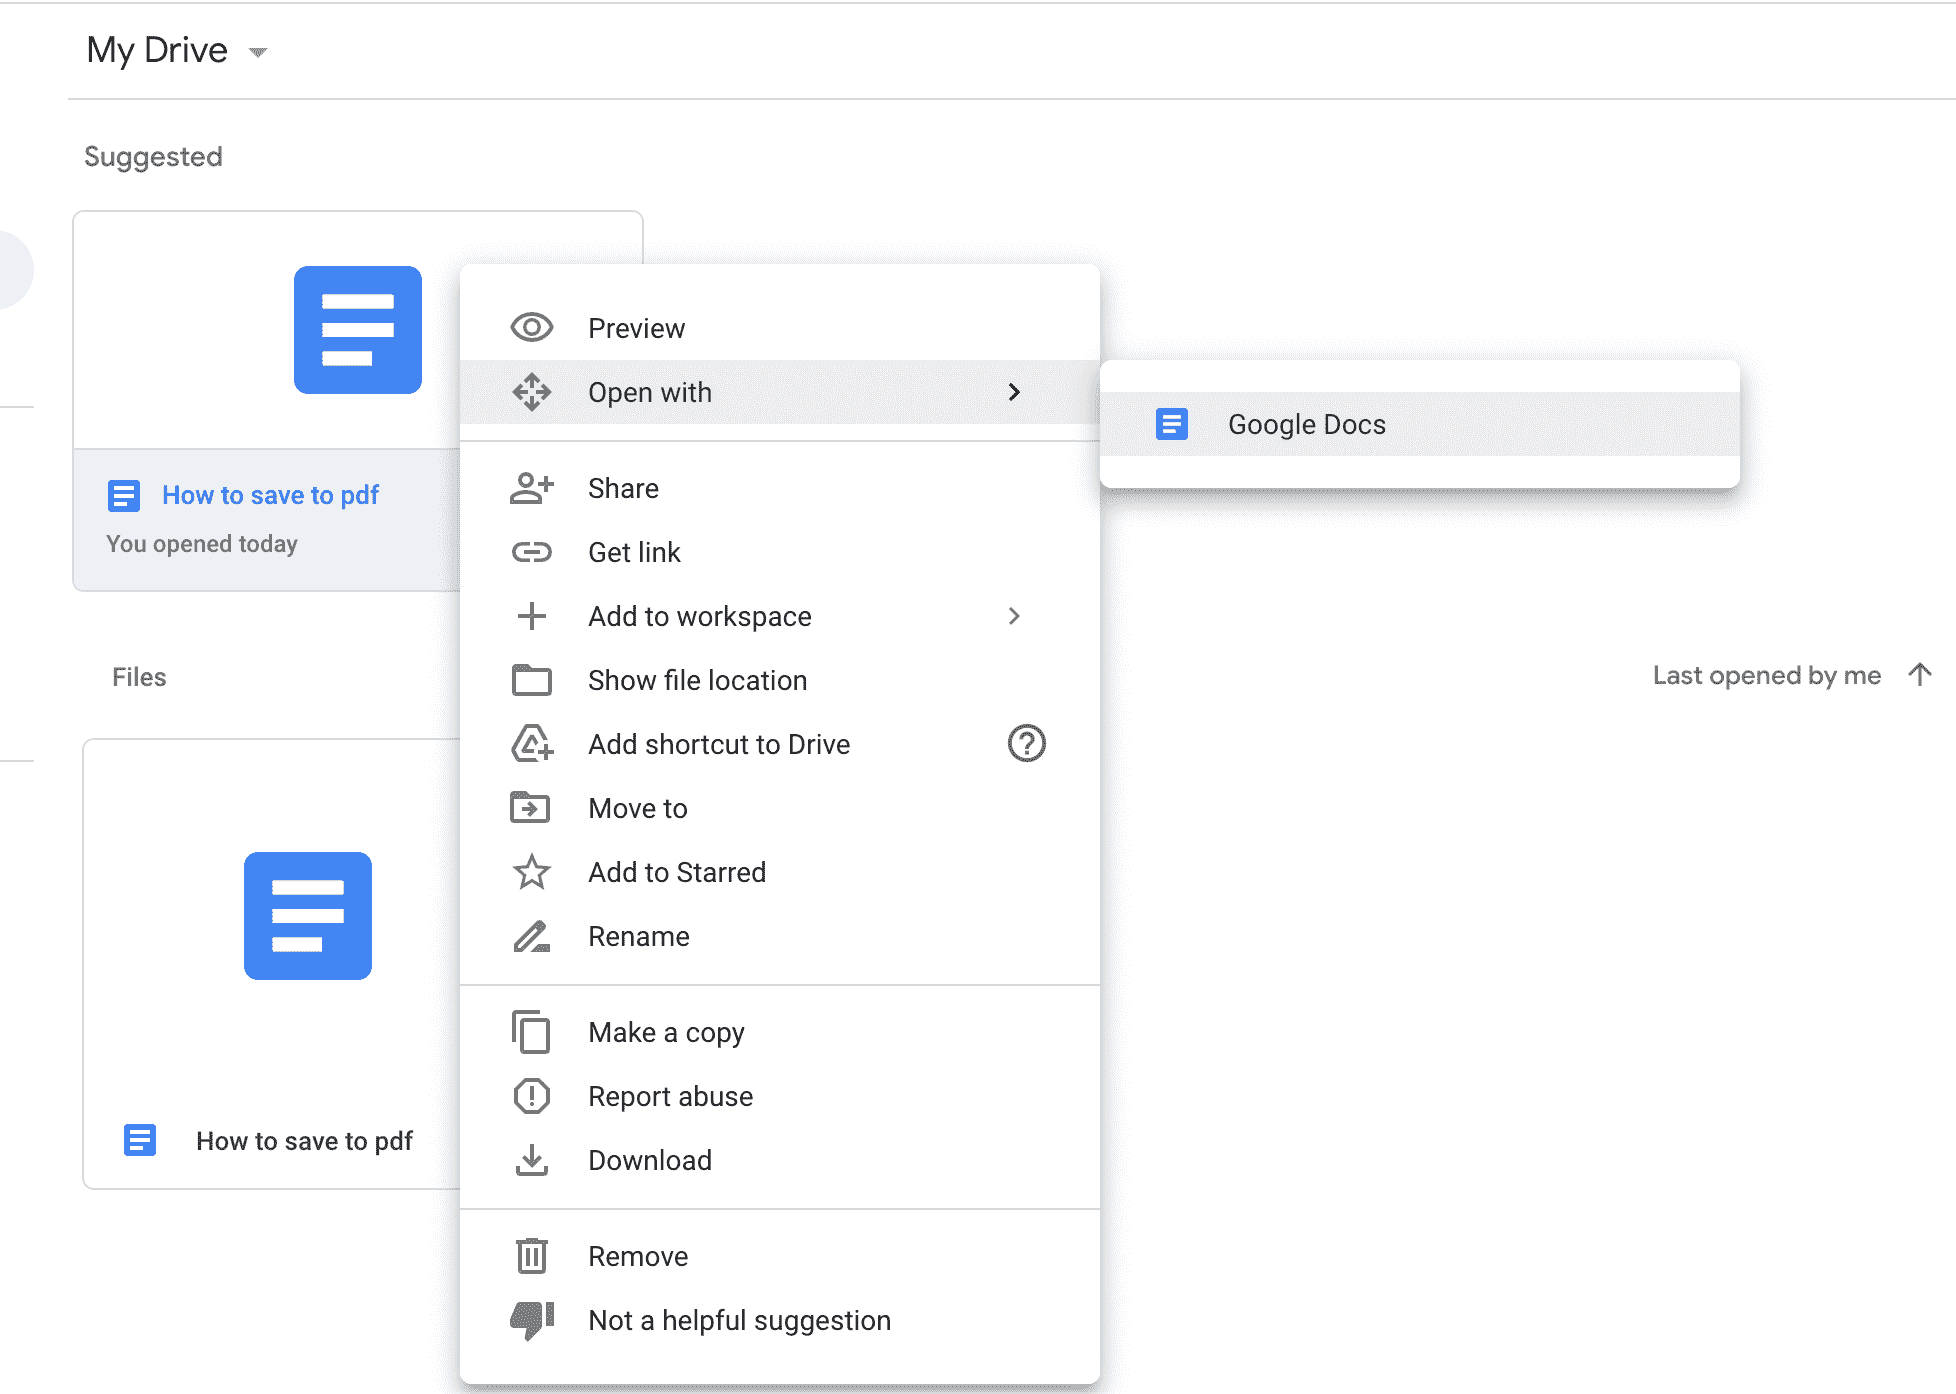 My Drive
Suggested
How to save to pdf
You opened today
Preview
Open with
Google Docs
Share
Get link
Add to workspace
Show file location
Add shortcut to Drive
Move to
Add to Starred
Rename
Make a copy
Report abuse
Download
Remove
Not a helpful suggestion
Files
Last opened by me
How to save to pdf